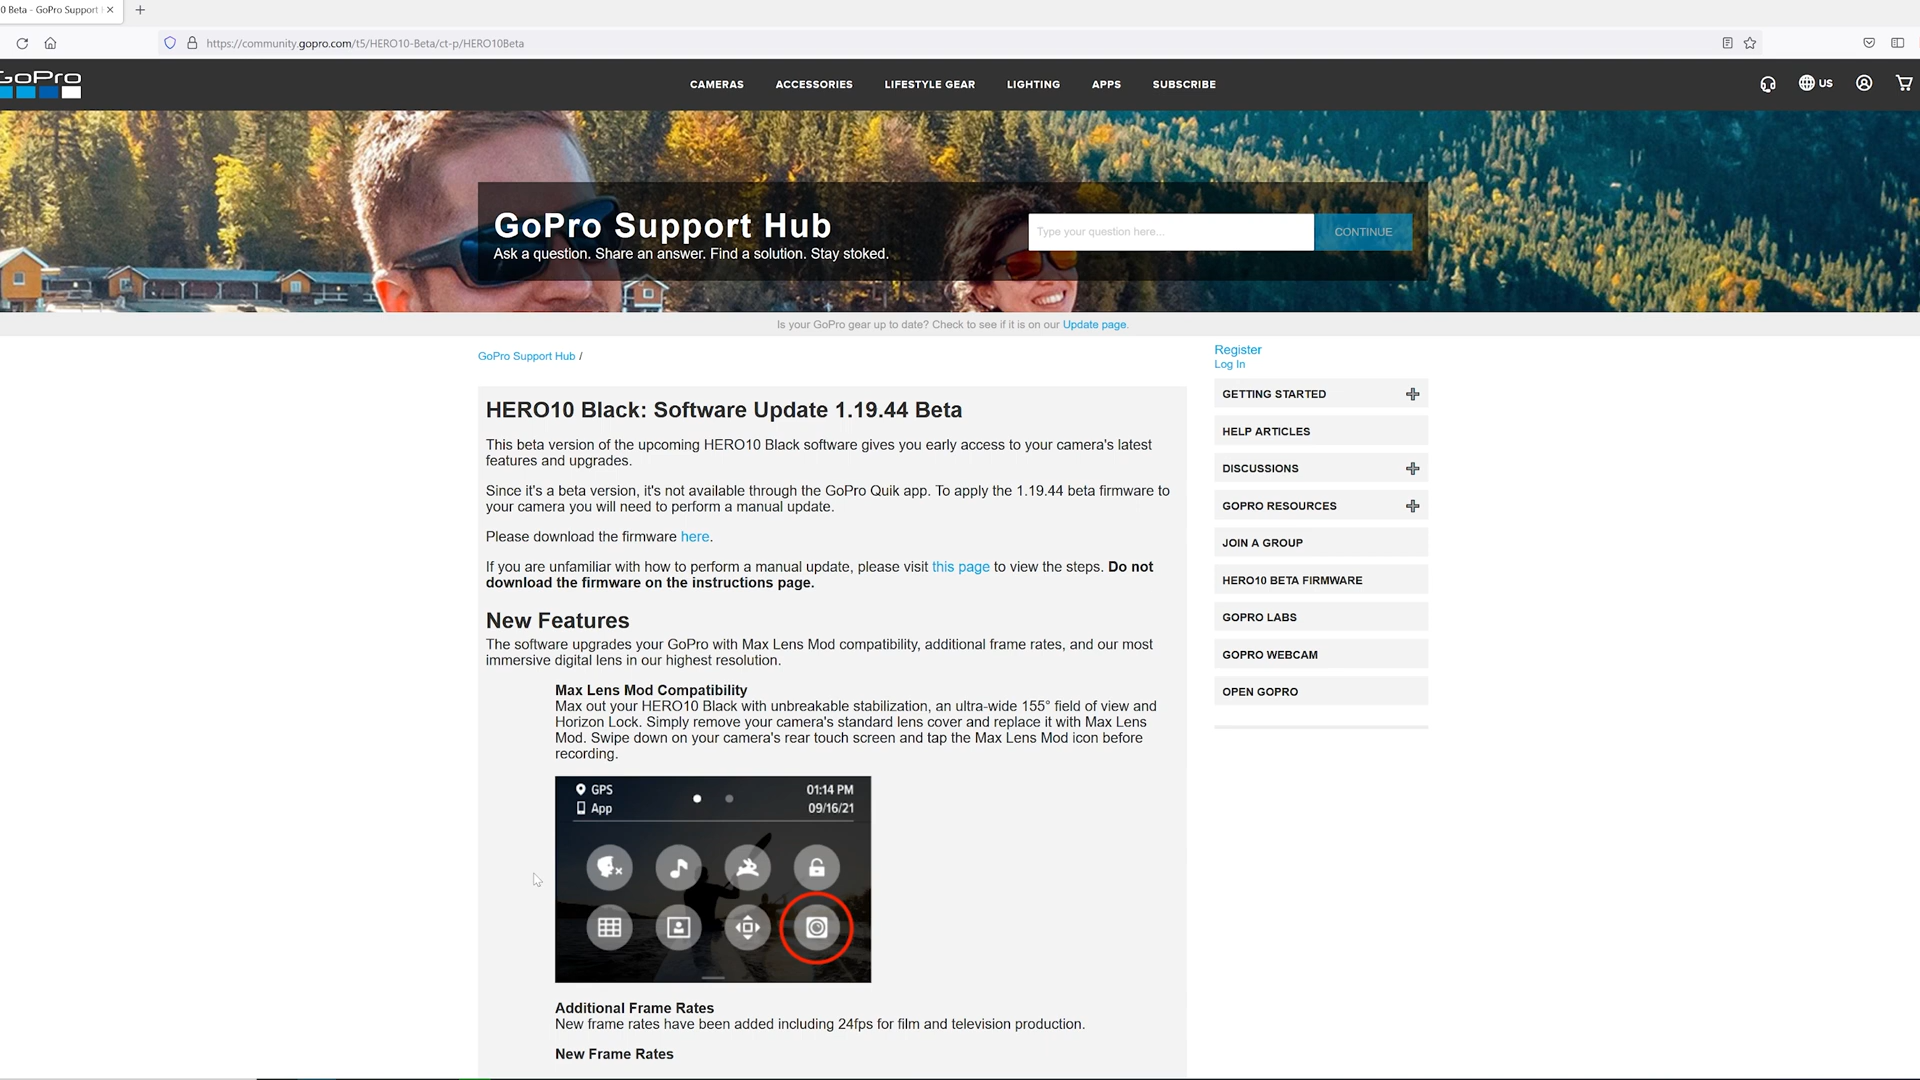 0 Beta - GoPro Support
https://community.gopro.com/t5/HERO10-Beta/ct-p/HERO10Beta
GoPro
CAMERAS
ACCESSORIES
LIFESTYLE GEAR
LIGHTING
APPS
SUBSCRIBE
US
GoPro Support Hub
Ask a question. Share an answer. Find a solution. Stay stoked.
Type your question here...
CONTINUE
Is your GoPro gear up to date? Check to see if it is on our Update page.
GoPro Support Hub /
HERO10 Black: Software Update 1.19.44 Beta
This beta version of the upcoming HERO10 Black software gives you early access to your camera's latest
features and upgrades.
Since it's a beta version, it's not available through the GoPro Quik app. To apply the 1.19.44 beta firmware to
your camera you will need to perform a manual update.
Please download the firmware here.
If you are unfamiliar with how to perform a manual update, please visit this page to view the steps. Do not
download the firmware on the instructions page.
New Features
The software upgrades your GoPro with Max Lens Mod compatibility, additional frame rates, and our most
immersive digital lens in our highest resolution.
Max Lens Mod Compatibility
Max out your HERO10 Black with unbreakable stabilization, an ultra-wide 155° field of view and
Horizon Lock. Simply remove your camera's standard lens cover and replace it with Max Lens
Mod. Swipe down on your camera's rear touch screen and tap the Max Lens Mod icon before
recording.
GPS
App
01:14 PM
09/16/21
Additional Frame Rates
New frame rates have been added including 24fps for film and television production.
New Frame Rates
Register
Log In
GETTING STARTED
HELP ARTICLES
DISCUSSIONS
GOPRO RESOURCES
JOIN A GROUP
HERO10 BETA FIRMWARE
GOPRO LABS
GOPRO WEBCAM
OPEN GOPRO